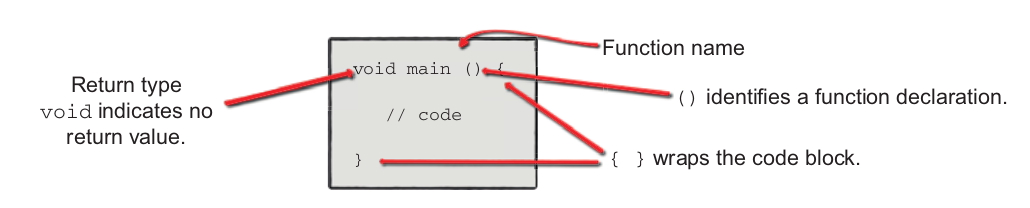 Function name
void main () {
Return type
void indicates no
return value.
() identifies a function declaration.
// code
}
{ } wraps the code block.